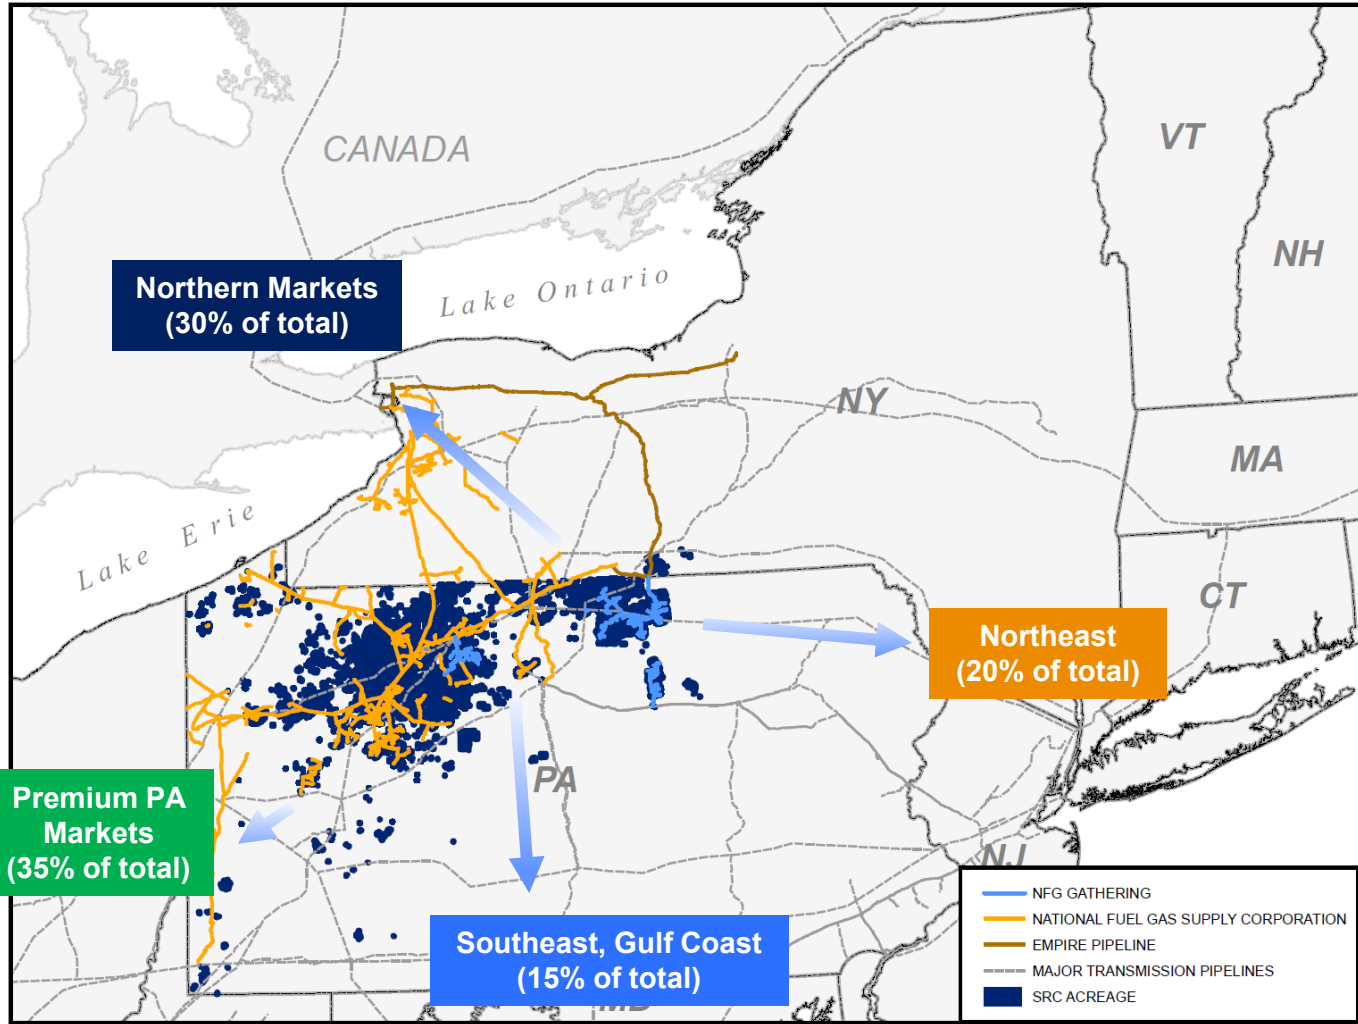 CANADA
VT
NH
Northern Markets
(30% of total)
Lake Ontario
NY
MA
Lake Erie
CT
Northeast
(20% of total)
PA
Premium PA
Markets
(35% of total)
NJ
Southeast, Gulf Coast
(15% of total)
MD
NFG GATHERING
NATIONAL FUEL GAS SUPPLY CORPORATION
EMPIRE PIPELINE
MAJOR TRANSMISSION PIPELINES
SRC ACREAGE